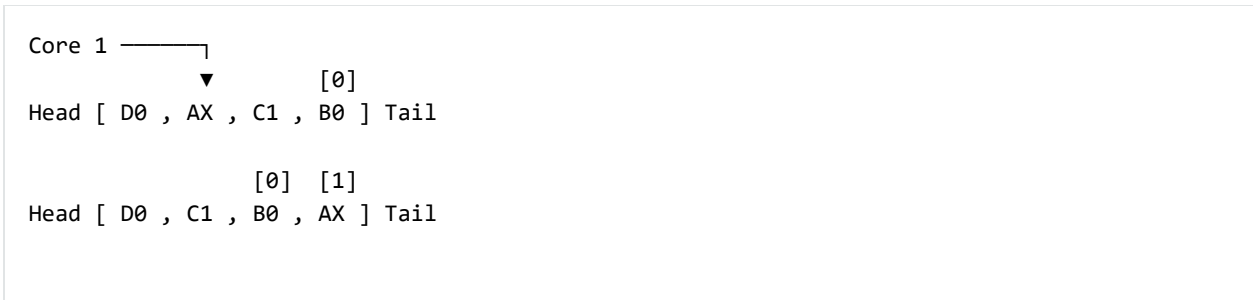 Core 1 ──────┐
▼ [0]
Head [ D0 , AX , C1 , B0 ] Tail
[0] [1]
Head [ D0 , C1 , B0 , AX ] Tail